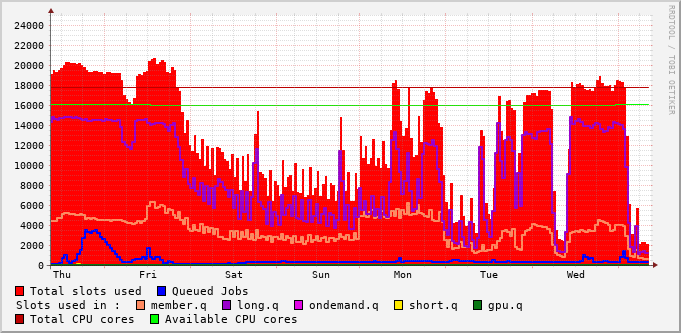 RRDTOOL / TOBI OETIKER
24000
22000
20000
18000
16000
14000
12000
10000
8000
6000
4000
2000
0
Thu Fri Sat Sun Mon Tue Wed
Total slots used Queued Jobs
Slots used in : member.q long.q ondemand.q short.q gpu.q
Total CPU cores Available CPU cores